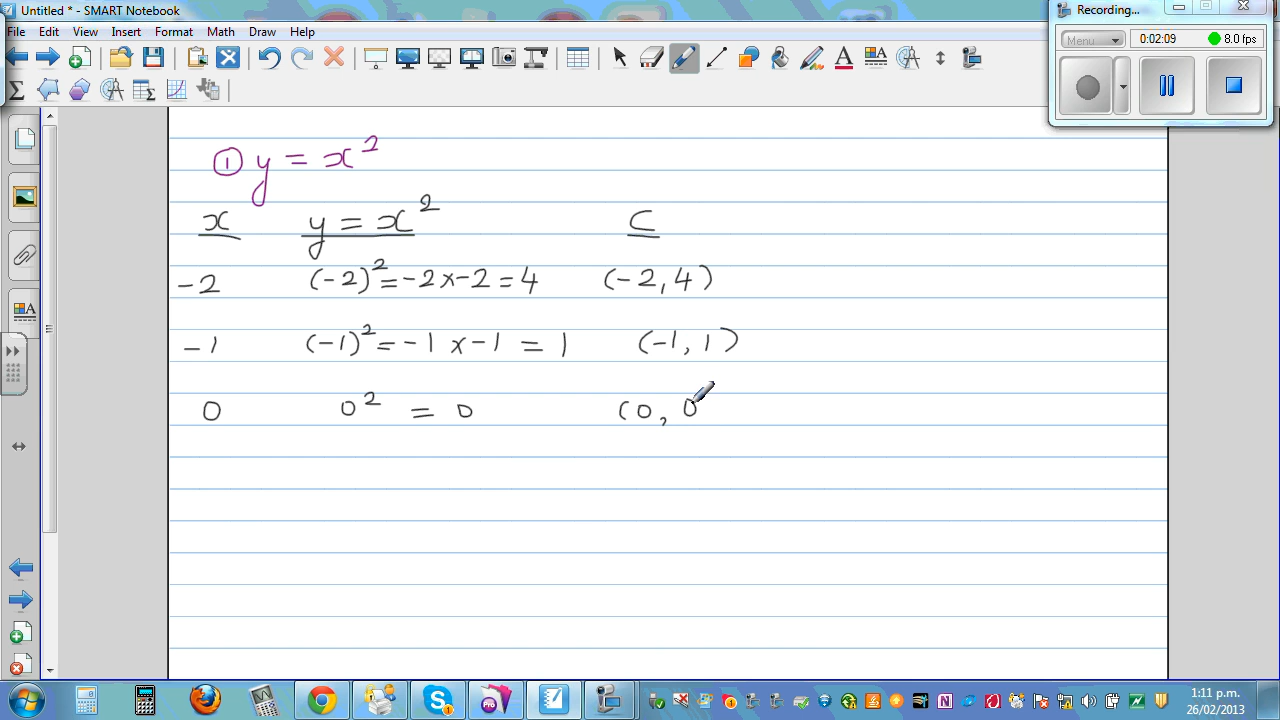 Untitled * - SMART Notebook
File Edit View Insert Format Math Draw Help
Recording...
Menu
0:02:09 8.0 fps
① y = x²
x y = x² C
-2 (-2)² = -2 x -2 = 4 (-2, 4)
-1 (-1)² = -1 x -1 = 1 (-1, 1)
0 0² = 0 (0, 0
1:11 p.m.
26/02/2013